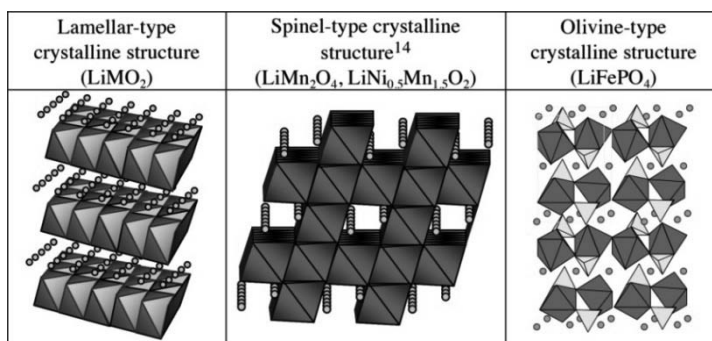 Lamellar-type
crystalline structure
(LiMO₂)
Spinel-type crystalline
structure¹⁴
(LiMn₂O₄, LiNi₀.₅Mn₁.₅O₂)
Olivine-type
crystalline structure
(LiFePO₄)